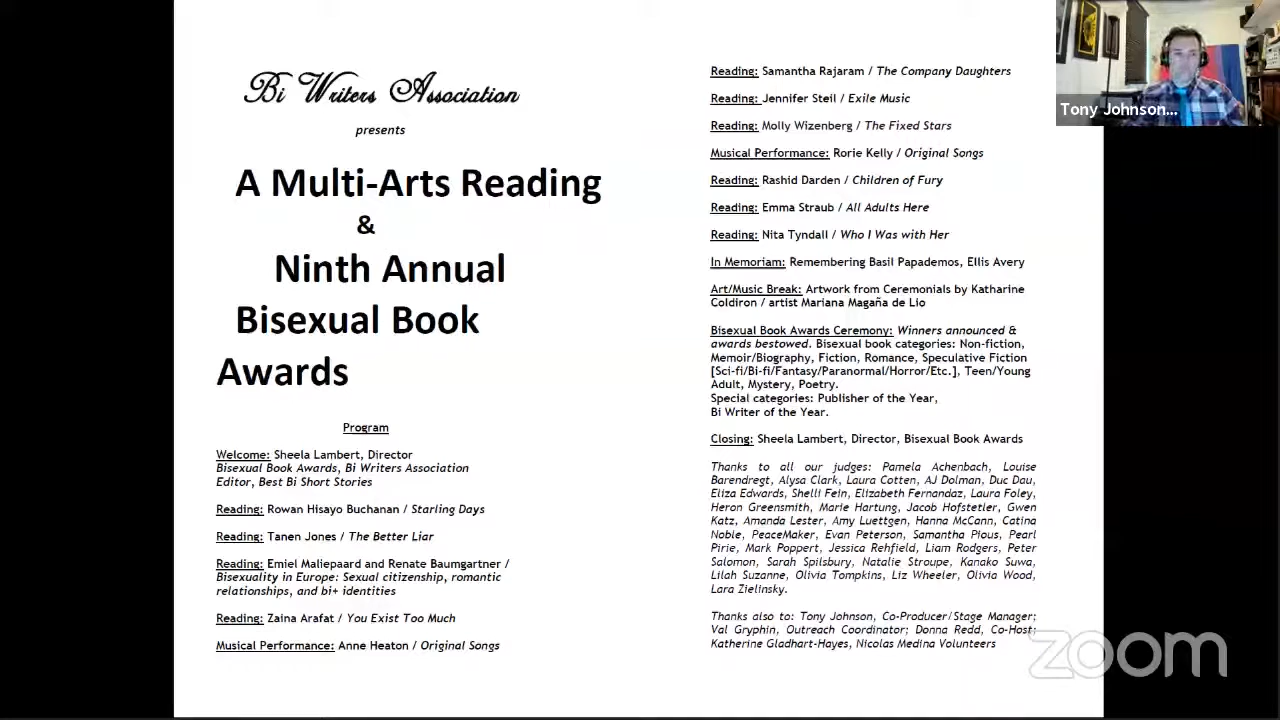 Bi Writers Association
presents
A Multi-Arts Reading
&
Ninth Annual
Bisexual Book
Awards
Program
Welcome: Sheela Lambert, Director
Bisexual Book Awards, Bi Writers Association
Editor, Best Bi Short Stories
Reading: Rowan Hisayo Buchanan / Starling Days
Reading: Tanen Jones / The Better Liar
Reading: Emiel Maliepaard and Renate Baumgartner /
Bisexuality in Europe: Sexual citizenship, romantic
relationships, and bi+ identities
Reading: Zaina Arafat / You Exist Too Much
Musical Performance: Anne Heaton / Original Songs
Reading: Samantha Rajaram / The Company Daughters
Reading: Jennifer Steil / Exile Music
Reading: Molly Wizenberg / The Fixed Stars
Musical Performance: Rorie Kelly / Original Songs
Reading: Rashid Darden / Children of Fury
Reading: Emma Straub / All Adults Here
Reading: Nita Tyndall / Who I Was with Her
In Memoriam: Remembering Basil Papademos, Ellis Avery
Art/Music Break: Artwork from Ceremonials by Katharine
Coldiron / artist Mariana Magaña de Lio
Bisexual Book Awards Ceremony: Winners announced &
awards bestowed. Bisexual book categories: Non-fiction,
Memoir/Biography, Fiction, Romance, Speculative Fiction
[Sci-fi/Bi-fi/Fantasy/Paranormal/Horror/Etc.], Teen/Young
Adult, Mystery, Poetry.
Special categories: Publisher of the Year,
Bi Writer of the Year.
Closing: Sheela Lambert, Director, Bisexual Book Awards
Thanks to all our judges: Pamela Achenbach, Louise
Barendregt, Alysa Clark, Laura Cotten, AJ Dolman, Duc Dau,
Eliza Edwards, Shelli Fein, Elizabeth Fernandaz, Laura Foley,
Heron Greensmith, Marie Hartung, Jacob Hofstetler, Gwen
Katz, Amanda Lester, Amy Luettgen, Hanna McCann, Catina
Noble, PeaceMaker, Evan Peterson, Samantha Pious, Pearl
Pirie, Mark Poppert, Jessica Rehfield, Liam Rodgers, Peter
Salomon, Sarah Spilsbury, Natalie Stroupe, Kanako Suwa,
Lilah Suzanne, Olivia Tompkins, Liz Wheeler, Olivia Wood,
Lara Zielinsky.
Thanks also to: Tony Johnson, Co-Producer/Stage Manager;
Val Gryphin, Outreach Coordinator; Donna Redd, Co-Host;
Katherine Gladhart-Hayes, Nicolas Medina Volunteers
Tony Johnson...
zoom